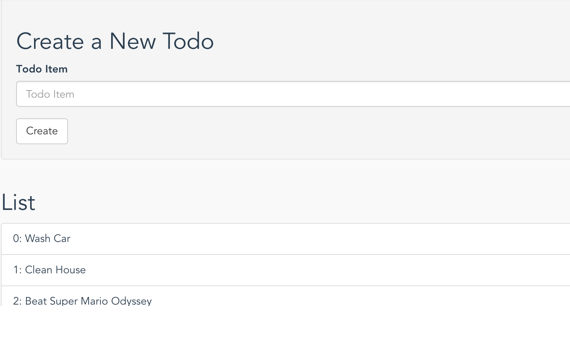 Create a New Todo
Todo Item
Todo Item
Create
List
0: Wash Car
1: Clean House
2: Beat Super Mario Odyssey